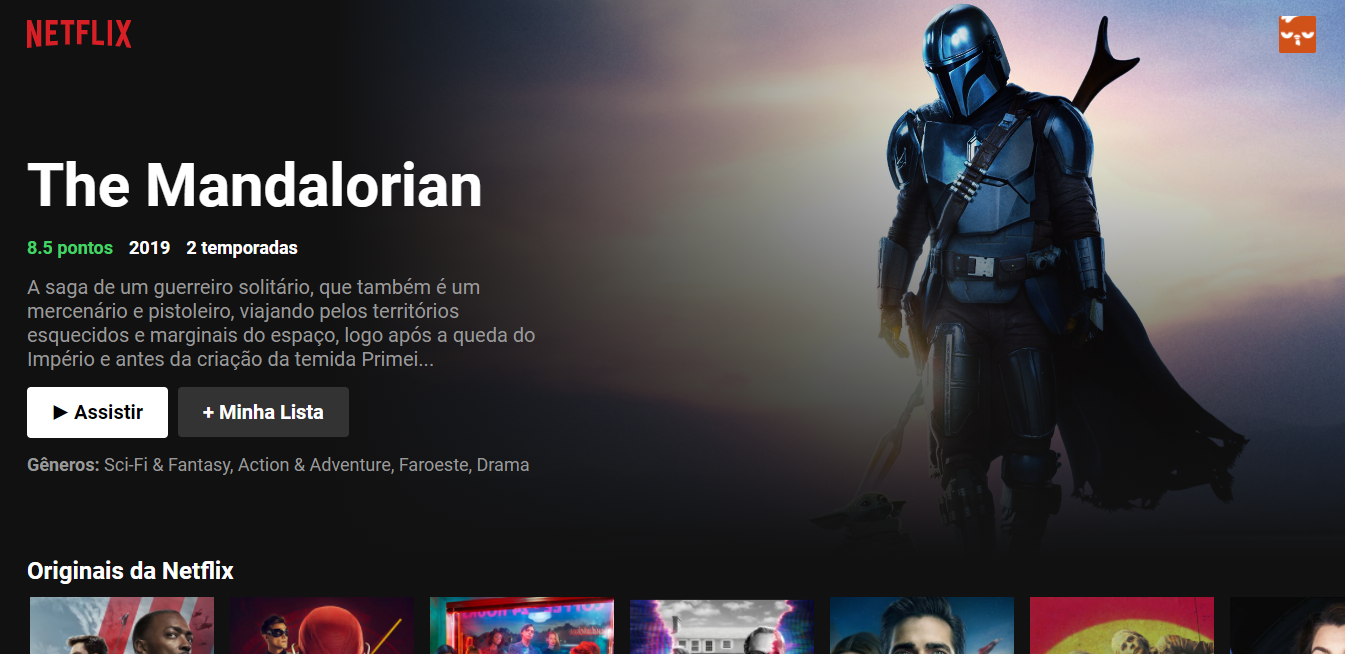 NETFLIX
The Mandalorian
8.5 pontos 2019 2 temporadas
A saga de um guerreiro solitário, que também é um
mercenário e pistoleiro, viajando pelos territórios
esquecidos e marginais do espaço, logo após a queda do
Império e antes da criação da temida Primei...
▶ Assistir
+ Minha Lista
Gêneros: Sci-Fi & Fantasy, Action & Adventure, Faroeste, Drama
Originais da Netflix